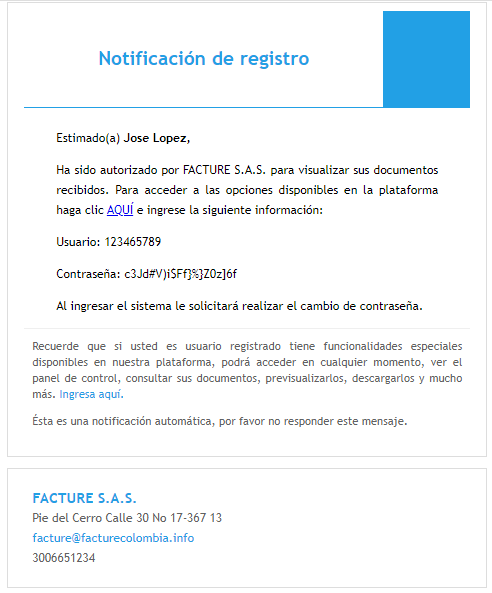 Notificación de registro
Estimado(a) Jose Lopez,
Ha sido autorizado por FACTURE S.A.S. para visualizar sus documentos
recibidos. Para acceder a las opciones disponibles en la plataforma
haga clic AQUÍ e ingrese la siguiente información:
Usuario: 123465789
Contraseña: c3Jd#V)i$Ff}%}Z0z]6f
Al ingresar el sistema le solicitará realizar el cambio de contraseña.
Recuerde que si usted es usuario registrado tiene funcionalidades especiales
disponibles en nuestra plataforma, podrá acceder en cualquier momento, ver el
panel de control, consultar sus documentos, previsualizarlos, descargarlos y mucho
más. Ingresa aquí.
Ésta es una notificación automática, por favor no responder este mensaje.
FACTURE S.A.S.
Pie del Cerro Calle 30 No 17-367 13
facture@facturecolombia.info
3006651234